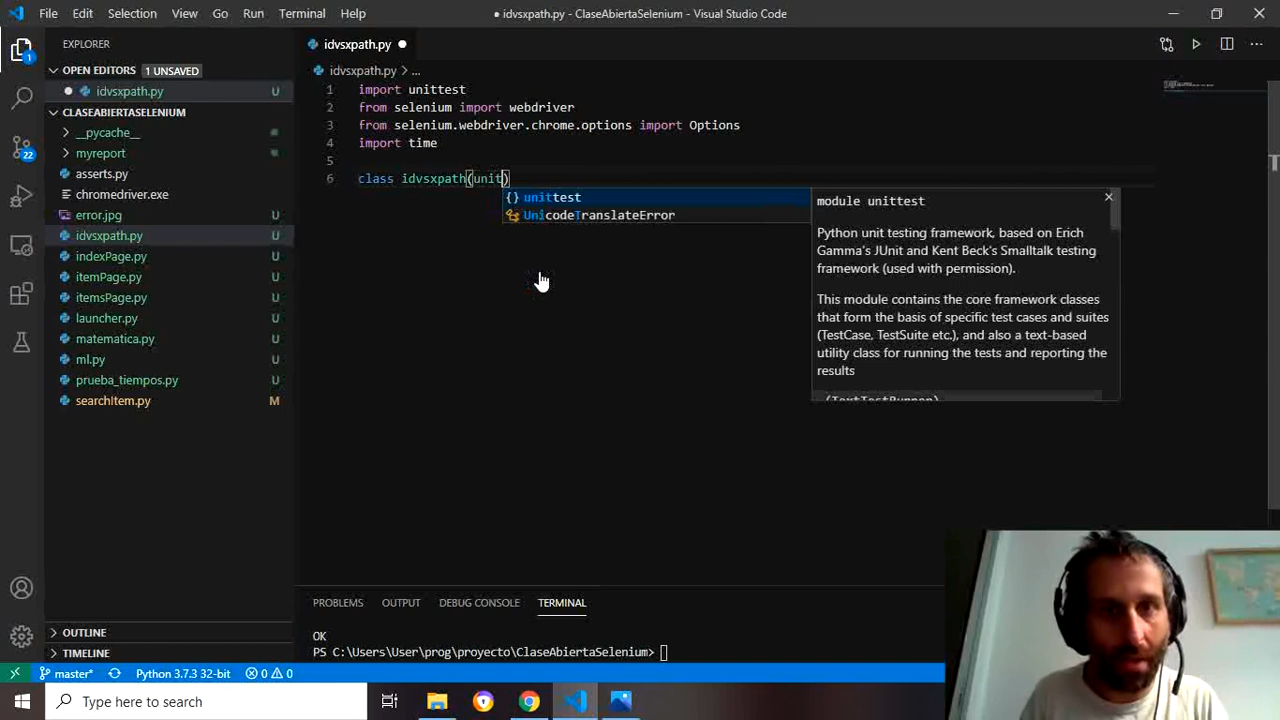 File Edit Selection View Go Run Terminal Help
● idvsxpath.py - ClaseAbiertaSelenium - Visual Studio Code
EXPLORER
OPEN EDITORS 1 UNSAVED
● idvsxpath.py U
CLASEABIERTASELENIUM
__pycache__
myreport
asserts.py U
chromedriver.exe U
error.jpg U
idvsxpath.py U
indexPage.py U
itemPage.py U
itemsPage.py U
launcher.py U
matematica.py U
ml.py U
prueba_tiempos.py U
searchItem.py M
OUTLINE
TIMELINE
1
22
idvsxpath.py ●
idvsxpath.py > ...
1 import unittest
2 from selenium import webdriver
3 from selenium.webdriver.chrome.options import Options
4 import time
5
6 class idvsxpath(unit)
{} unittest
UnicodeTranslateError
module unittest
Python unit testing framework, based on Erich
Gamma's JUnit and Kent Beck's Smalltalk testing
framework (used with permission).
This module contains the core framework classes
that form the basis of specific test cases and suites
(TestCase, TestSuite etc.), and also a text-based
utility class for running the tests and reporting the
results
(TextTestRunner)
PROBLEMS OUTPUT DEBUG CONSOLE TERMINAL
OK
PS C:\Users\User\prog\proyecto\ClaseAbiertaSelenium>
master* Python 3.7.3 32-bit 0 0
Type here to search